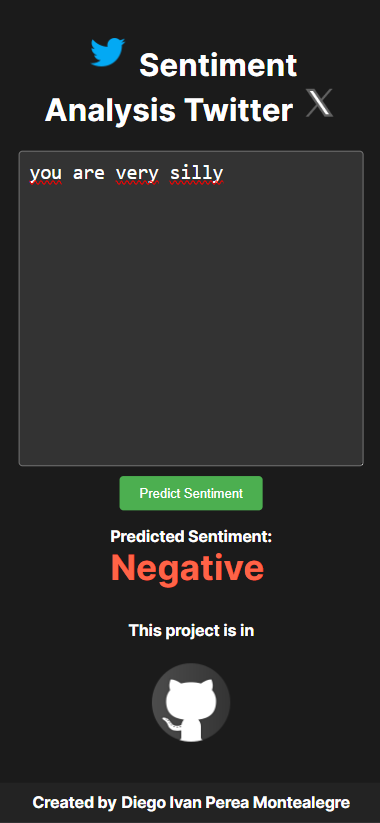 Sentiment
Analysis Twitter
you are very silly
Predict Sentiment
Predicted Sentiment:
Negative
This project is in
Created by Diego Ivan Perea Montealegre